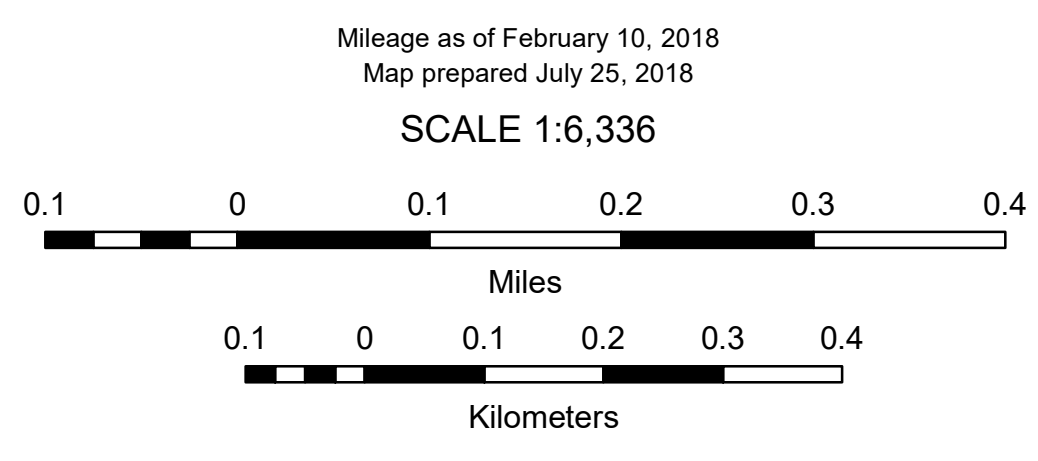 Mileage as of February 10, 2018
Map prepared July 25, 2018
SCALE 1:6,336
0.1 0 0.1 0.2 0.3 0.4
Miles
0.1 0 0.1 0.2 0.3 0.4
Kilometers